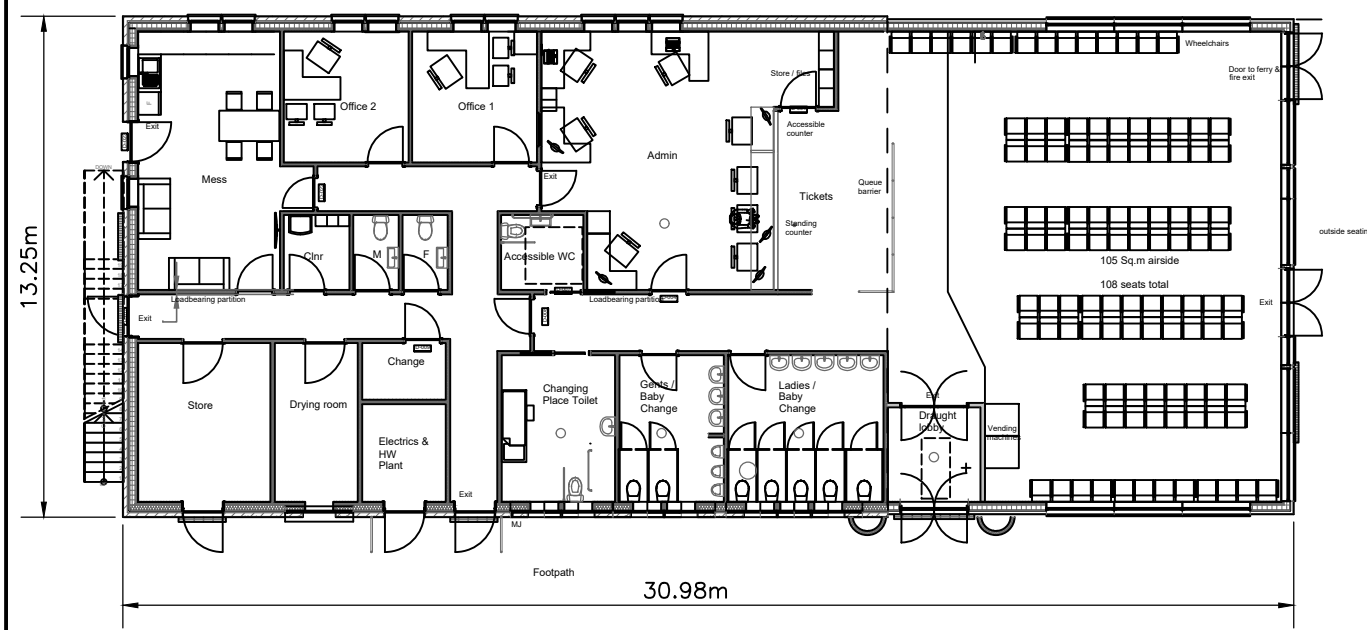 Wheelchairs
Door to ferry &
fire exit
Store / files
Office 2
Office 1
Exit
Accessible
counter
Admin
Mess
Exit
Queue
barrier
Tickets
Standing
counter
DOWN
outside seatin
13.25m
Clnr
M
F
Accessible WC
105 Sq.m airside
108 seats total
Loadbearing partition
Loadbearing partition
Exit
Exit
Change
Store
Drying room
Changing
Place Toilet
Gents /
Baby
Change
Ladies /
Baby
Change
Exit
Draught
lobby
Vending
machines
Electrics &
HW
Plant
Exit
MJ
Footpath
30.98m